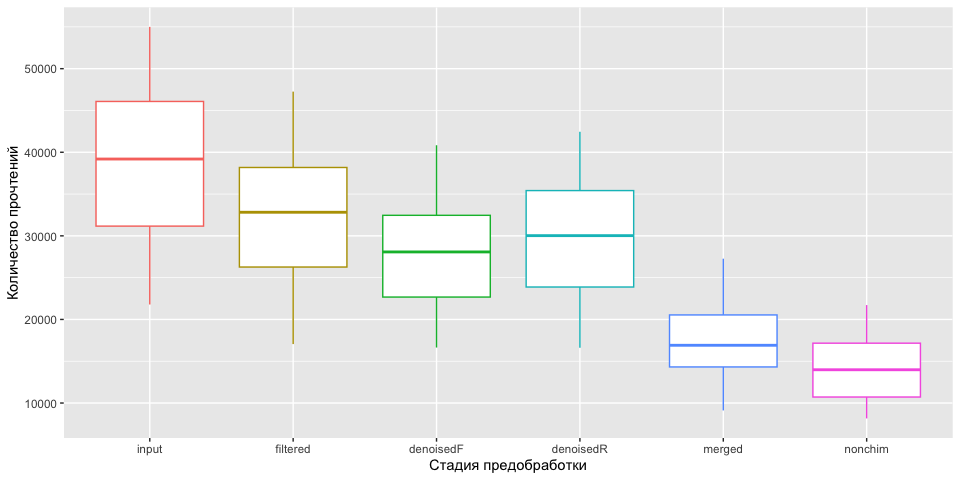 Количество прочтений
50000
40000
30000
20000
10000
input filtered denoisedF denoisedR merged nonchim
Стадия предобработки